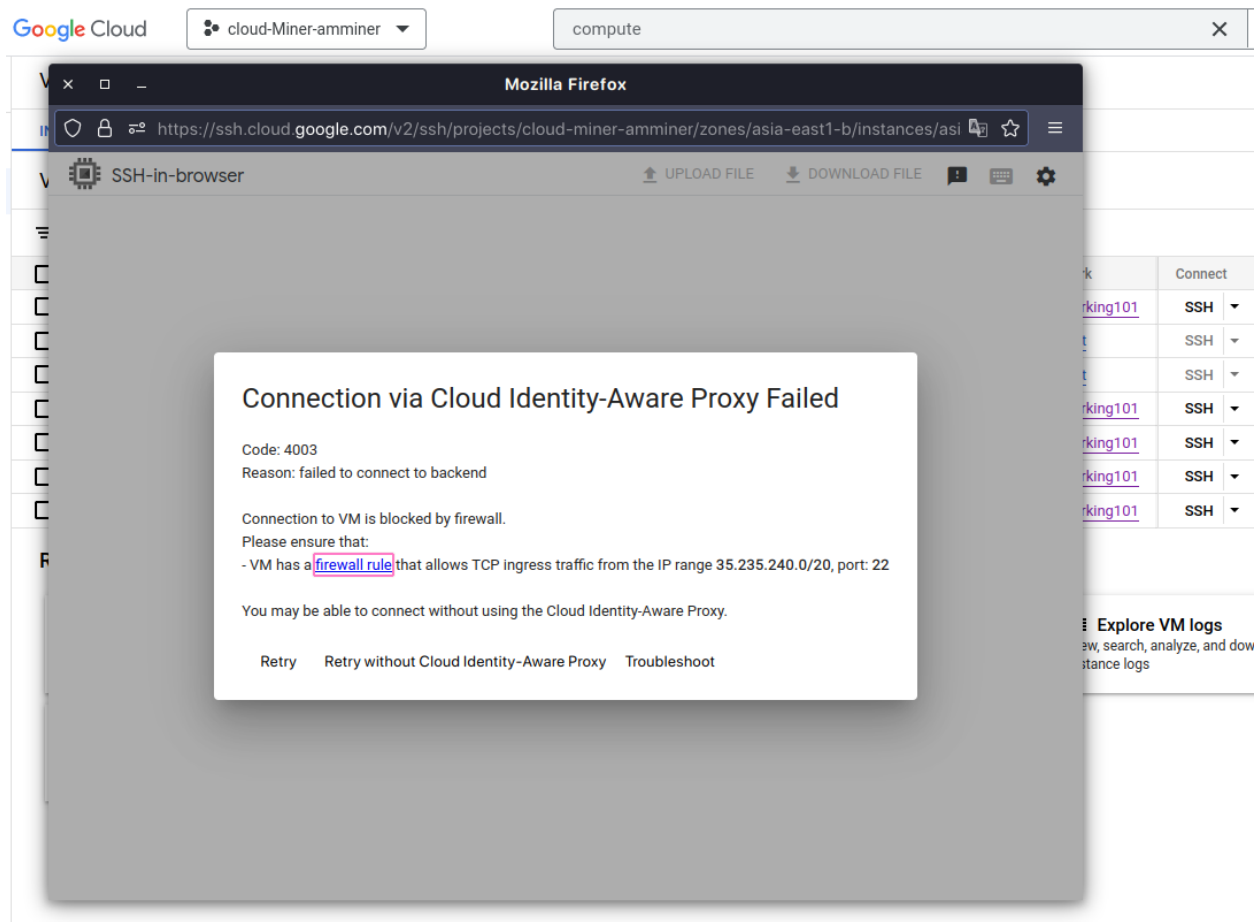 Google Cloud
cloud-Miner-amminer
compute
Mozilla Firefox
https://ssh.cloud.google.com/v2/ssh/projects/cloud-miner-amminer/zones/asia-east1-b/instances/asi
SSH-in-browser
UPLOAD FILE
DOWNLOAD FILE
Connect
rking101
SSH
t
SSH
t
SSH
rking101
SSH
rking101
SSH
rking101
SSH
rking101
SSH
Connection via Cloud Identity-Aware Proxy Failed
Code: 4003
Reason: failed to connect to backend
Connection to VM is blocked by firewall.
Please ensure that:
- VM has a firewall rule that allows TCP ingress traffic from the IP range 35.235.240.0/20, port: 22
You may be able to connect without using the Cloud Identity-Aware Proxy.
Retry
Retry without Cloud Identity-Aware Proxy
Troubleshoot
Explore VM logs
ew, search, analyze, and dow
stance logs